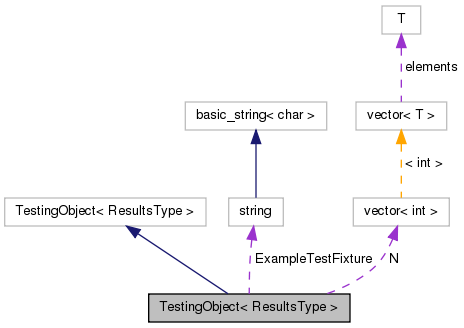 T
elements
basic_string< char >
vector< T >
< int >
TestingObject< ResultsType >
string
vector< int >
ExampleTestFixture
N
TestingObject< ResultsType >